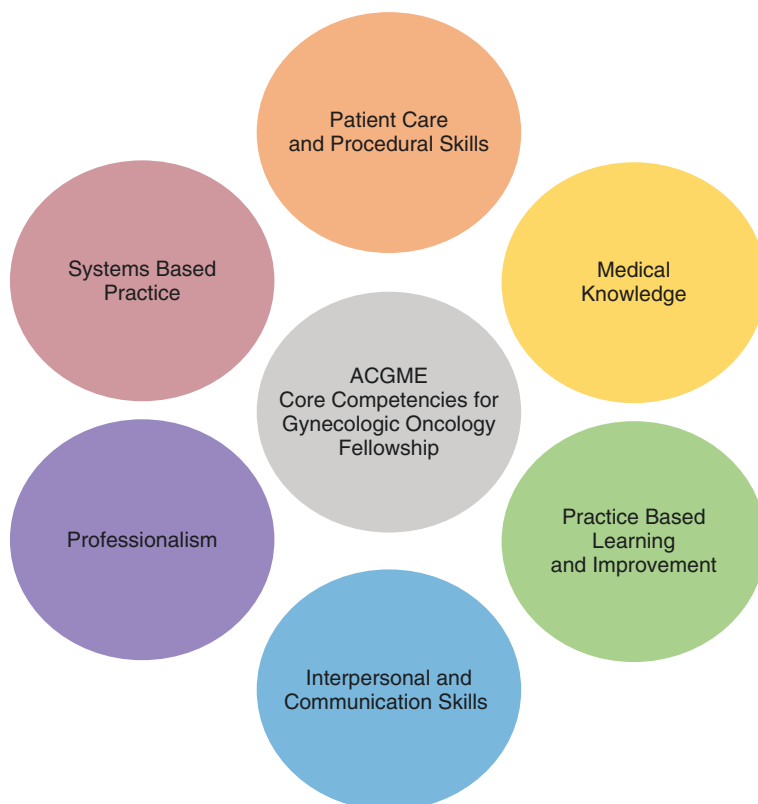 Patient Care
and Procedural Skills
Systems Based
Practice
Medical
Knowledge
ACGME
Core Competencies for
Gynecologic Oncology
Fellowship
Professionalism
Practice Based
Learning
and Improvement
Interpersonal and
Communication Skills